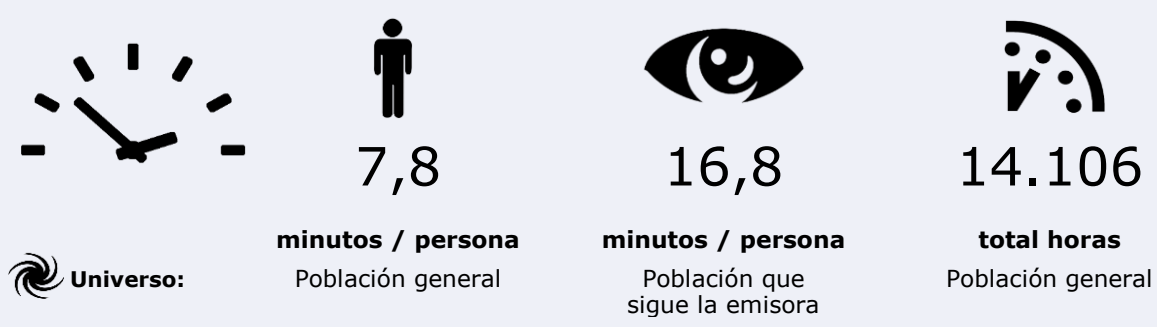 7,8
16,8
14.106
minutos / persona
minutos / persona
total horas
Universo:
Población general
Población que
sigue la emisora
Población general